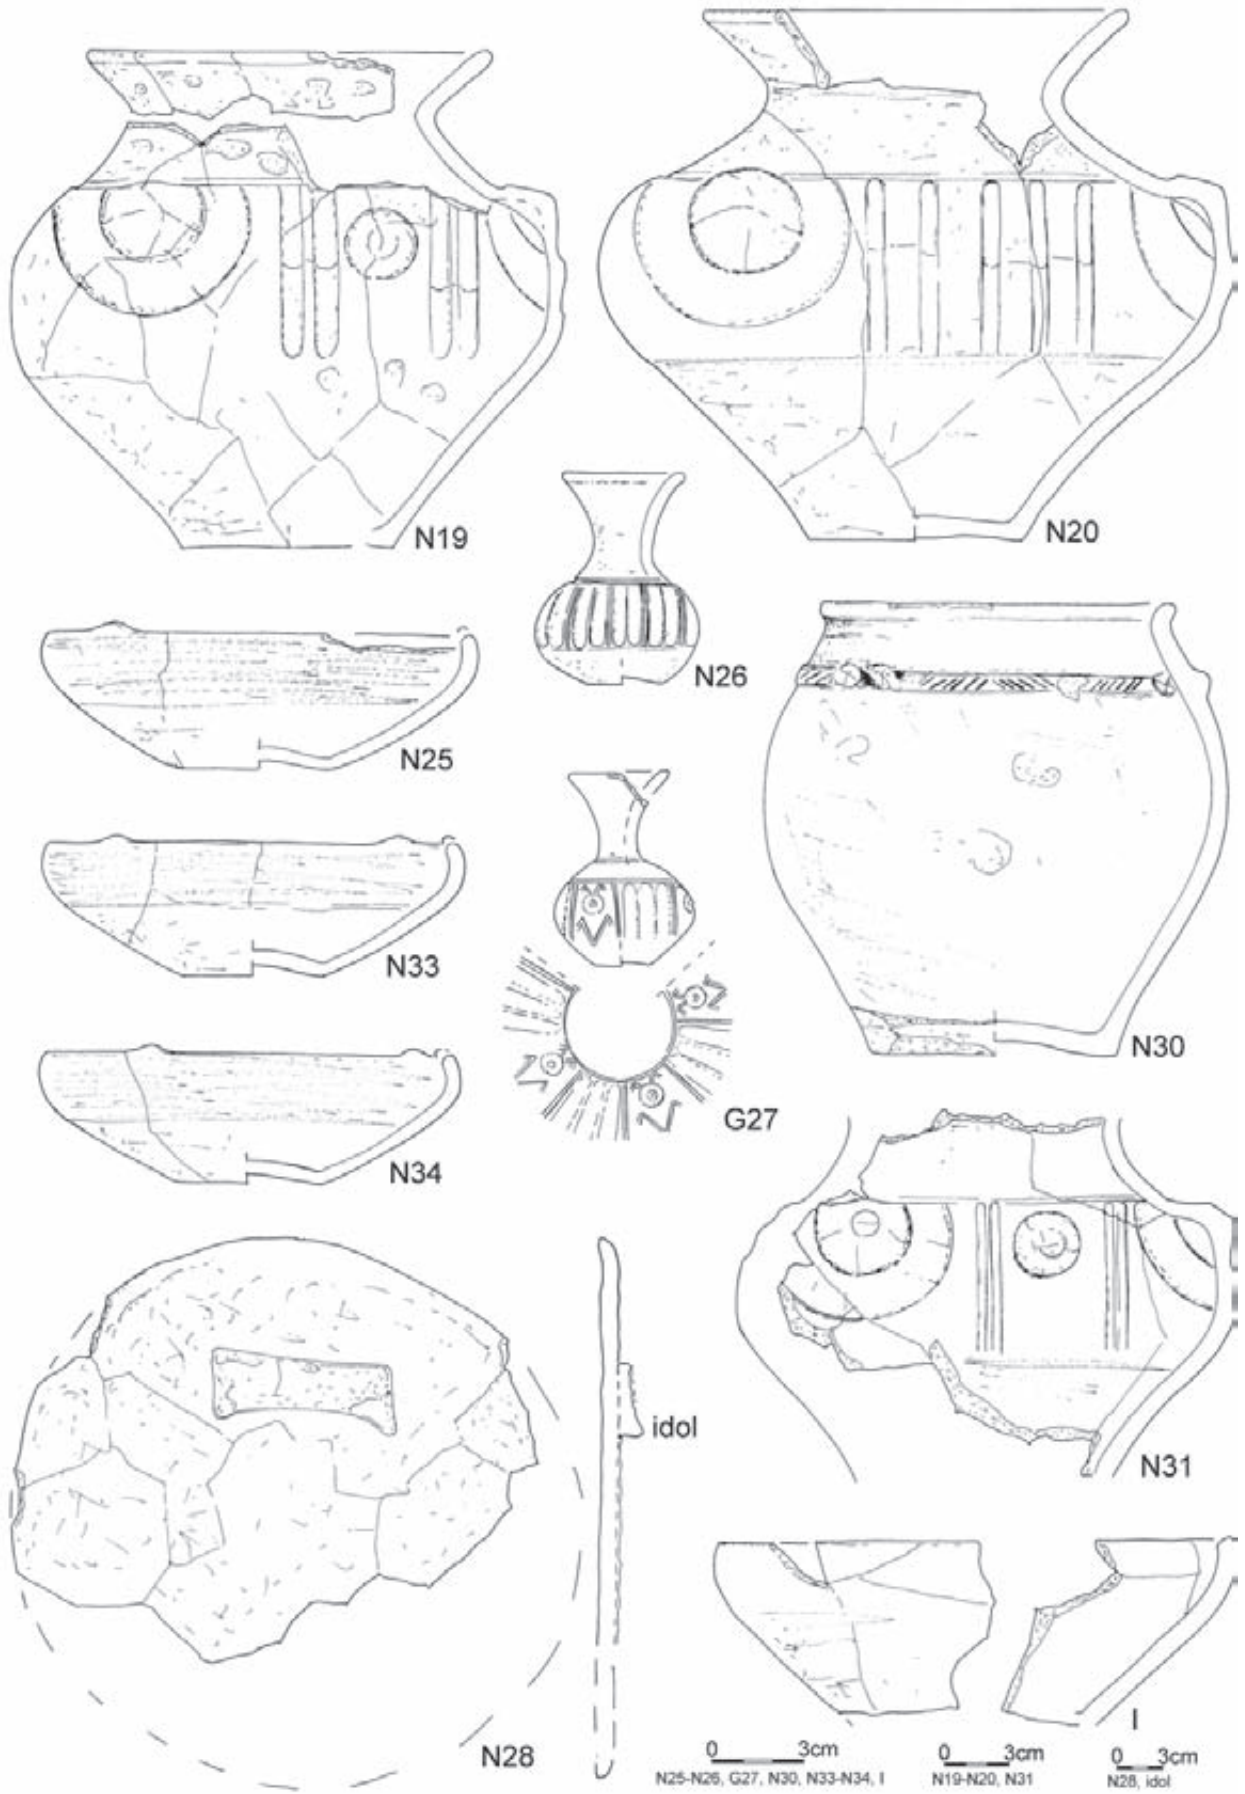 N19
N20
N26
N25
N33
G27
N30
N34
idol
N31
N28
I
0 3cm
N25-N26, G27, N30, N33-N34, I
0 3cm
N19-N20, N31
0 3cm
N28, idol